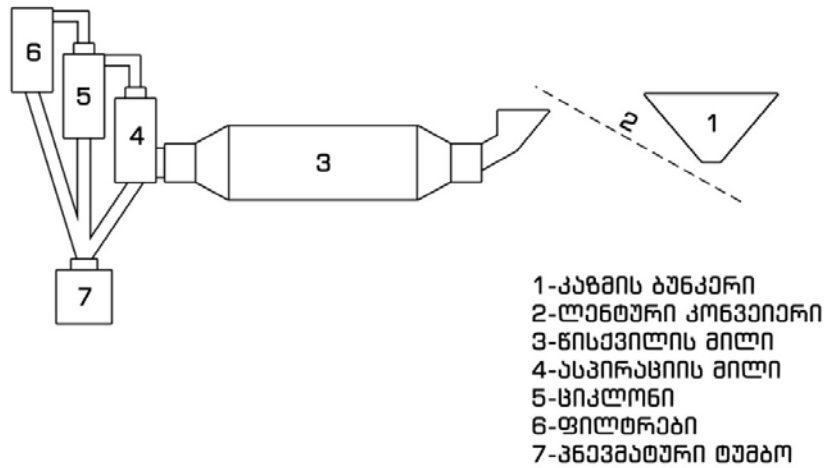 6
5
4
3
2
1
7
1-კაზმის ბუნკერი
2-ლენტური კონვეიერი
3-წისქვილის მილი
4-ასპირაციის მილი
5-ციკლონი
6-ფილტრები
7-პნევმატური ტუმბო